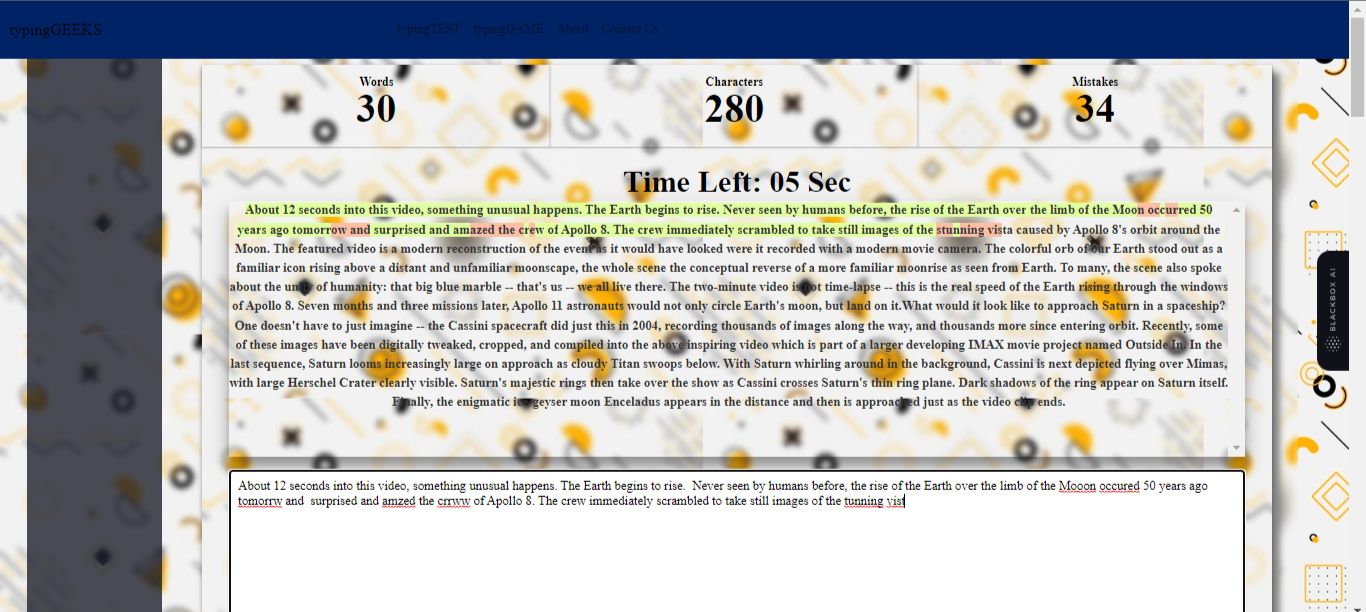 typingGEEKS
typingTEST typingGAME About Contact Us
Words
30
Characters
280
Mistakes
34
Time Left: 05 Sec
About 12 seconds into this video, something unusual happens. The Earth begins to rise. Never seen by humans before, the rise of the Earth over the limb of the Moon occurred 50
years ago tomorrow and surprised and amazed the crew of Apollo 8. The crew immediately scrambled to take still images of the stunning vista caused by Apollo 8's orbit around the
Moon. The featured video is a modern reconstruction of the event as it would have looked were it recorded with a modern movie camera. The colorful orb of our Earth stood out as a
familiar icon rising above a distant and unfamiliar moonscape, the whole scene the conceptual reverse of a more familiar moonrise as seen from Earth. To many, the scene also spoke
about the unity of humanity: that big blue marble -- that's us -- we all live there. The two-minute video is not time-lapse -- this is the real speed of the Earth rising through the windows
of Apollo 8. Seven months and three missions later, Apollo 11 astronauts would not only circle Earth's moon, but land on it.What would it look like to approach Saturn in a spaceship?
One doesn't have to just imagine -- the Cassini spacecraft did just this in 2004, recording thousands of images along the way, and thousands more since entering orbit. Recently, some
of these images have been digitally tweaked, cropped, and compiled into the above inspiring video which is part of a larger developing IMAX movie project named Outside In. In the
last sequence, Saturn looms increasingly large on approach as cloudy Titan swoops below. With Saturn whirling around in the background, Cassini is next depicted flying over Mimas,
with large Herschel Crater clearly visible. Saturn's majestic rings then take over the show as Cassini crosses Saturn's thin ring plane. Dark shadows of the ring appear on Saturn itself.
Finally, the enigmatic ice-geyser moon Enceladus appears in the distance and then is approached just as the video clip ends.
About 12 seconds into this video, something unusual happens. The Earth begins to rise.  Never seen by humans before, the rise of the Earth over the limb of the Mooon occured 50 years ago
tomorrw and  surprised and amzed the crrww of Apollo 8. The crew immediately scrambled to take still images of the tunning vist
BLACKBOX AI